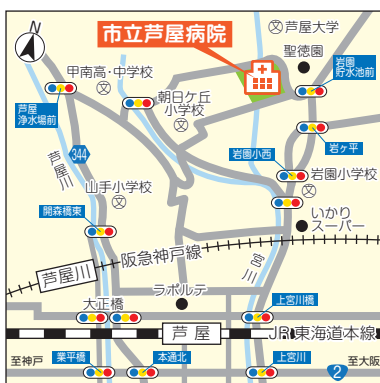 N
市立芦屋病院
芦屋大学
文
聖徳園
甲南高・中学校
文
岩園
貯水池前
芦屋
浄水場前
朝日ケ丘
小学校
文
岩ヶ平
344
芦屋川
岩園小西
岩園小学校
文
山手小学校
文
開森橋東
いかり
スーパー
阪急神戸線
宮川
芦屋川
ラポルテ
大正橋
上宮川橋
芦屋
JR東海道本線
至神戸
業平橋
本通北
上宮川
2
至大阪